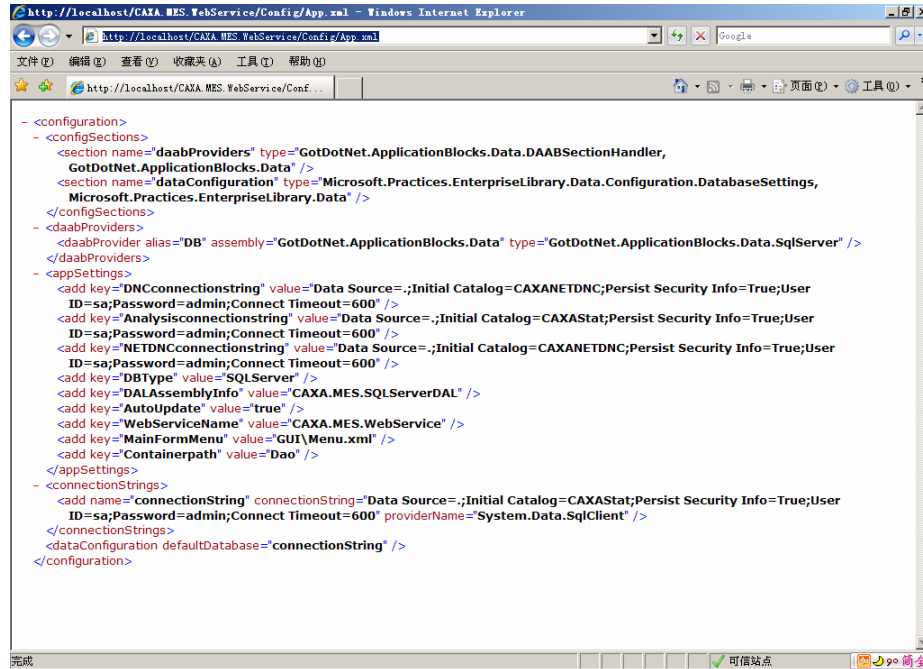 http://localhost/CAXA.MES.WebService/Config/App.xml - Windows Internet Explorer
http://localhost/CAXA.MES.WebService/Config/App.xml
Google
文件(F) 编辑(E) 查看(V) 收藏夹(A) 工具(T) 帮助(H)
http://localhost/CAXA.MES.WebService/Conf...
页面(P) 工具(O)
- <configuration>
- <configSections>
<section name="daabProviders" type="GotDotNet.ApplicationBlocks.Data.DAABSectionHandler,
GotDotNet.ApplicationBlocks.Data" />
<section name="dataConfiguration" type="Microsoft.Practices.EnterpriseLibrary.Data.Configuration.DatabaseSettings,
Microsoft.Practices.EnterpriseLibrary.Data" />
</configSections>
- <daabProviders>
<daabProvider alias="DB" assembly="GotDotNet.ApplicationBlocks.Data" type="GotDotNet.ApplicationBlocks.Data.SqlServer" />
</daabProviders>
- <appSettings>
<add key="DNCconnectionstring" value="Data Source=.;Initial Catalog=CAXANETDNC;Persist Security Info=True;User
ID=sa;Password=admin;Connect Timeout=600" />
<add key="Analysisconnectionstring" value="Data Source=.;Initial Catalog=CAXAStat;Persist Security Info=True;User
ID=sa;Password=admin;Connect Timeout=600" />
<add key="NETDNCconnectionstring" value="Data Source=.;Initial Catalog=CAXANETDNC;Persist Security Info=True;User
ID=sa;Password=admin;Connect Timeout=600" />
<add key="DBType" value="SQLServer" />
<add key="DALAssemblyInfo" value="CAXA.MES.SQLServerDAL" />
<add key="AutoUpdate" value="true" />
<add key="WebServiceName" value="CAXA.MES.WebService" />
<add key="MainFormMenu" value="GUI\Menu.xml" />
<add key="Containerpath" value="Dao" />
</appSettings>
- <connectionStrings>
<add name="connectionString" connectionString="Data Source=.;Initial Catalog=CAXAStat;Persist Security Info=True;User
ID=sa;Password=admin;Connect Timeout=600" providerName="System.Data.SqlClient" />
</connectionStrings>
<dataConfiguration defaultDatabase="connectionString" />
</configuration>
完成
可信站点
简